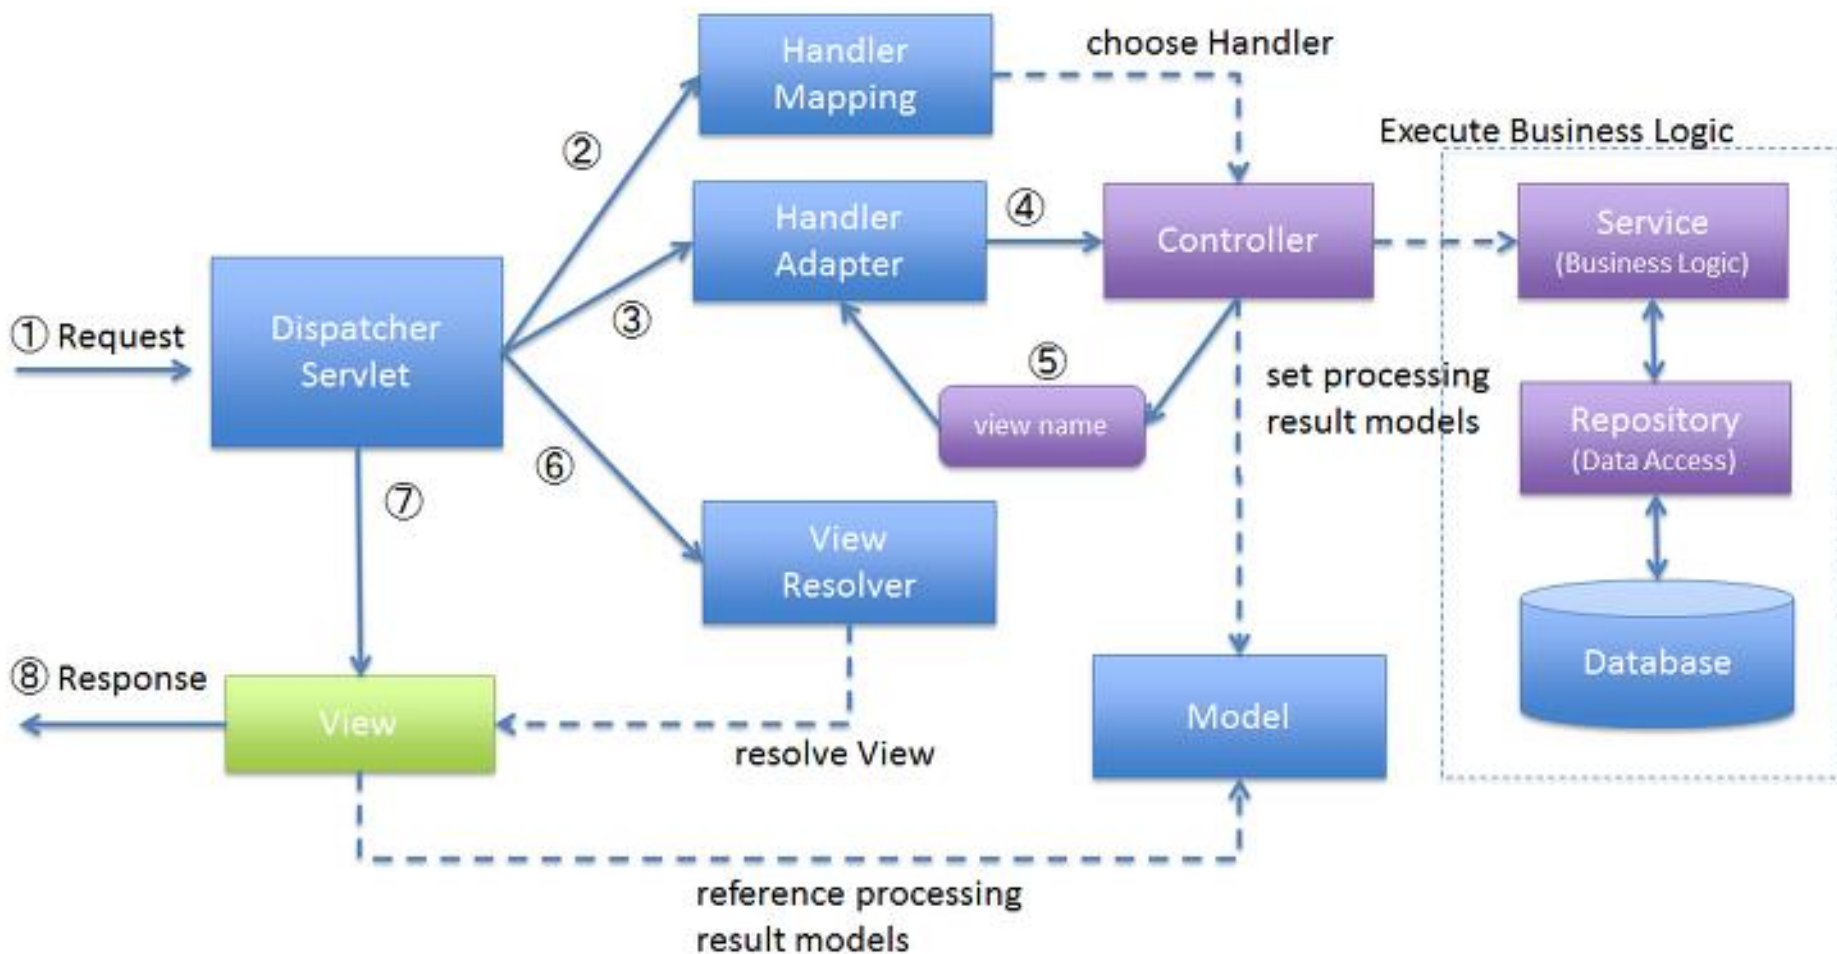 Handler
Mapping
choose Handler
②
Execute Business Logic
Handler
Adapter
④
Controller
Service
(Business Logic)
① Request
Dispatcher
Servlet
③
⑤
view name
set processing
result models
Repository
(Data Access)
⑥
⑦
View
Resolver
Database
⑧ Response
View
resolve View
Model
reference processing
result models